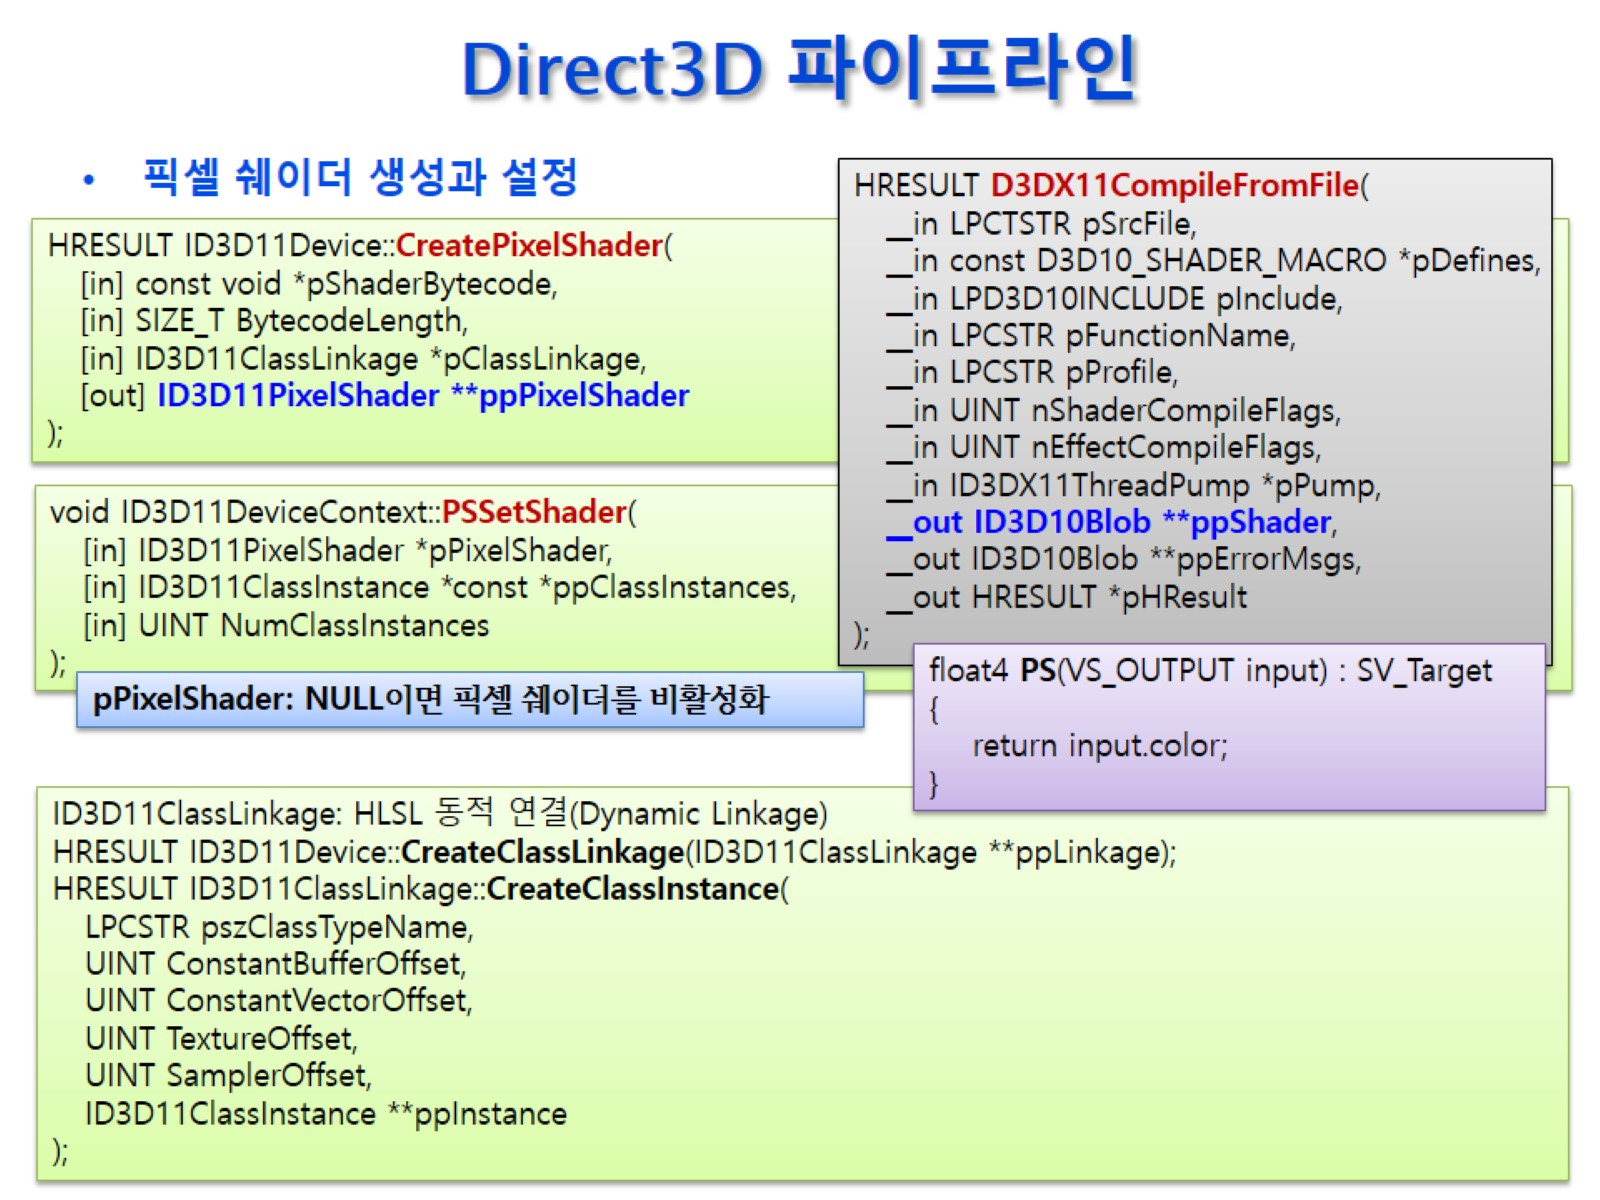 Direct3D 파이프라인
• 픽셀 쉐이더 생성과 설정
HRESULT ID3D11Device::CreatePixelShader(
[in] const void *pShaderBytecode,
[in] SIZE_T BytecodeLength,
[in] ID3D11ClassLinkage *pClassLinkage,
[out] ID3D11PixelShader **ppPixelShader
);
void ID3D11DeviceContext::PSSetShader(
[in] ID3D11PixelShader *pPixelShader,
[in] ID3D11ClassInstance *const *ppClassInstances,
[in] UINT NumClassInstances
);
pPixelShader: NULL이면 픽셀 쉐이더를 비활성화
HRESULT D3DX11CompileFromFile(
__in LPCTSTR pSrcFile,
__in const D3D10_SHADER_MACRO *pDefines,
__in LPD3D10INCLUDE pInclude,
__in LPCSTR pFunctionName,
__in LPCSTR pProfile,
__in UINT nShaderCompileFlags,
__in UINT nEffectCompileFlags,
__in ID3DX11ThreadPump *pPump,
__out ID3D10Blob **ppShader,
__out ID3D10Blob **ppErrorMsgs,
__out HRESULT *pHResult
);
float4 PS(VS_OUTPUT input) : SV_Target
{
return input.color;
}
ID3D11ClassLinkage: HLSL 동적 연결(Dynamic Linkage)
HRESULT ID3D11Device::CreateClassLinkage(ID3D11ClassLinkage **ppLinkage);
HRESULT ID3D11ClassLinkage::CreateClassInstance(
LPCSTR pszClassTypeName,
UINT ConstantBufferOffset,
UINT ConstantVectorOffset,
UINT TextureOffset,
UINT SamplerOffset,
ID3D11ClassInstance **ppInstance
);